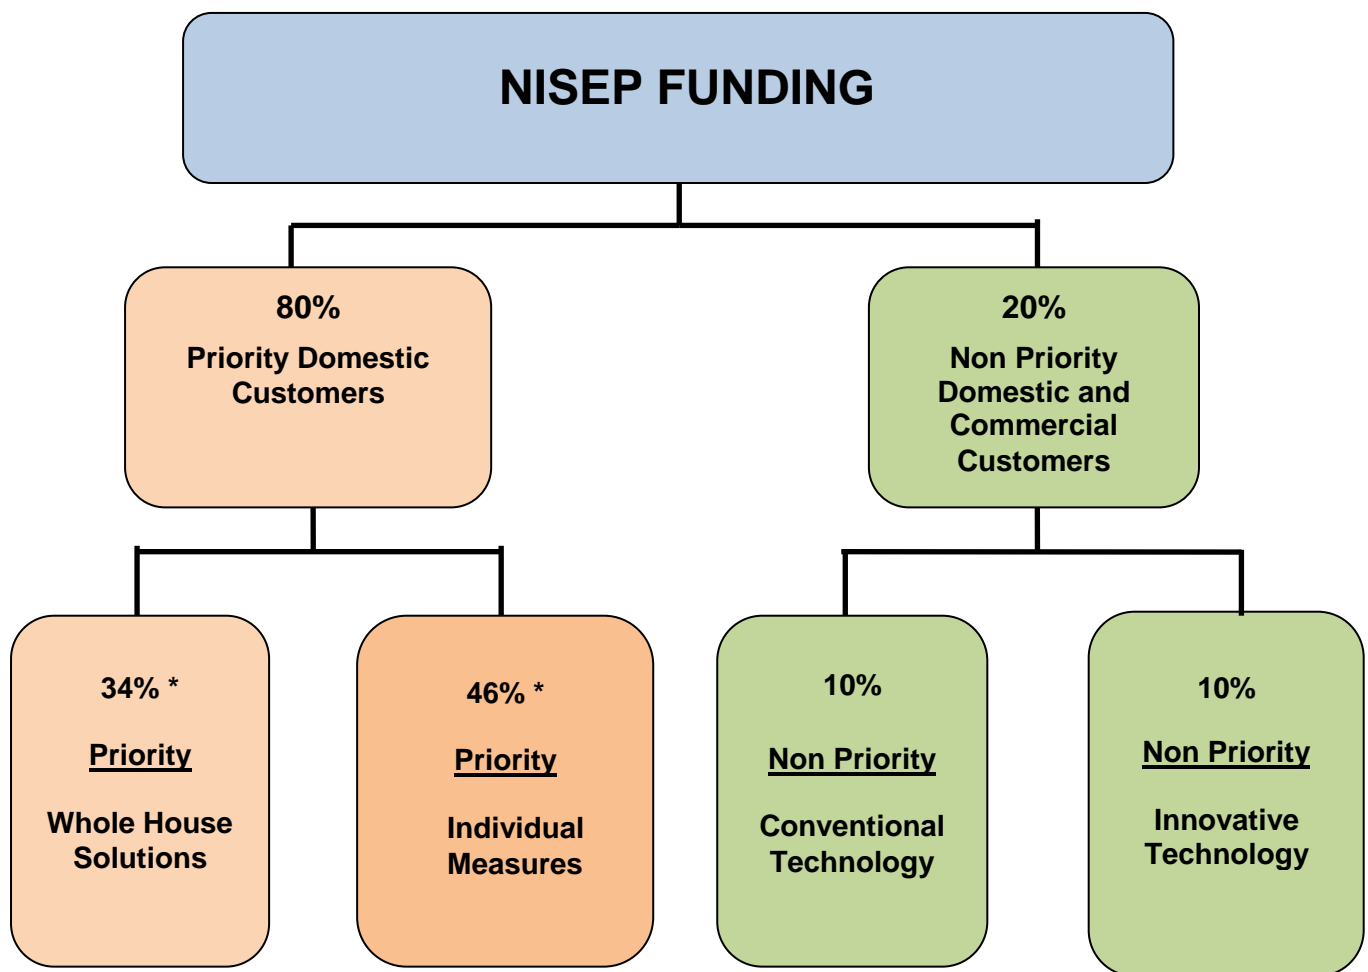 NISEP FUNDING
80%
Priority Domestic
Customers
20%
Non Priority
Domestic and
Commercial
Customers
34% *
Priority
Whole House
Solutions
46% *
Priority
Individual
Measures
10%
Non Priority
Conventional
Technology
10%
Non Priority
Innovative
Technology